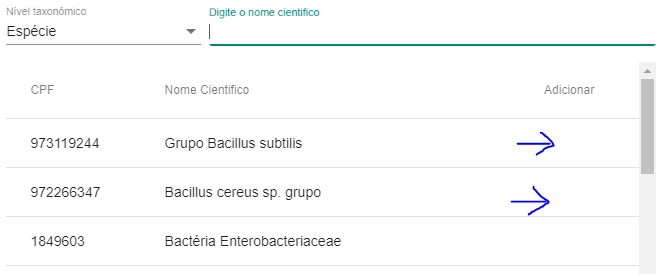 Nível taxonômico
Digite o nome cientifico
Espécie
CPF Nome Cientifico Adicionar
973119244 Grupo Bacillus subtilis
972266347 Bacillus cereus sp. grupo
1849603 Bactéria Enterobacteriaceae